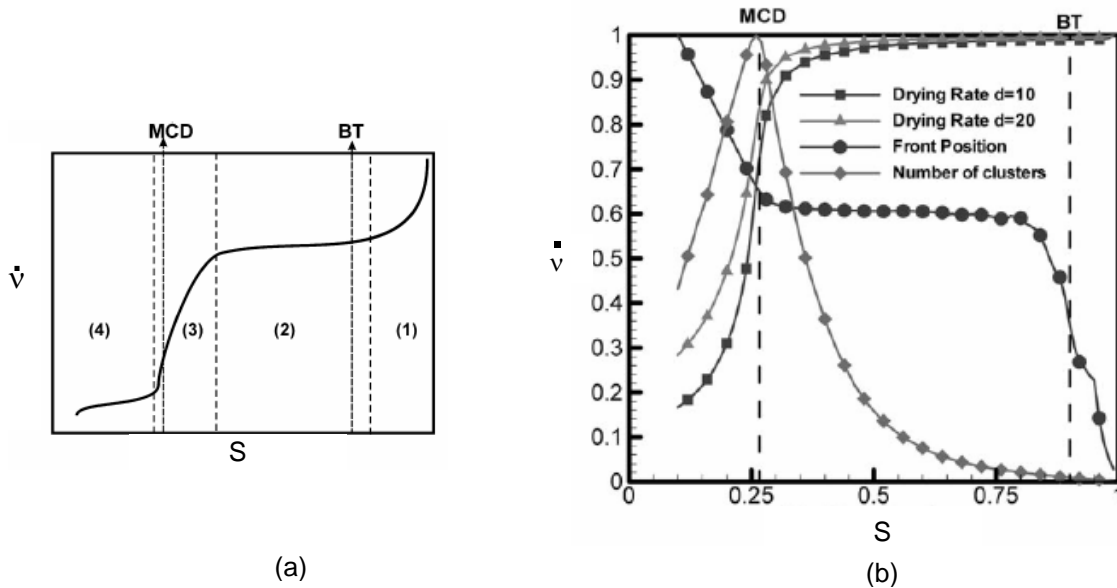 MCD
BT
ν̇
(4)
(3)
(2)
(1)
S
(a)
MCD
BT
1
0.9
0.8
0.7
0.6
0.5
0.4
0.3
0.2
0.1
0
ν̇
Drying Rate d=10
Drying Rate d=20
Front Position
Number of clusters
0
0.25
0.5
0.75
1
S
(b)